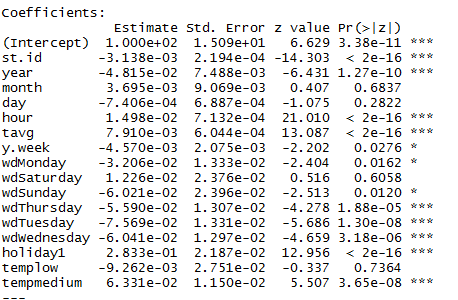 Coefficients:
Estimate Std. Error z value Pr(>|z|)
(Intercept) 1.000e+02 1.509e+01 6.629 3.38e-11 ***
st.id -3.138e-03 2.194e-04 -14.303 < 2e-16 ***
year -4.815e-02 7.488e-03 -6.431 1.27e-10 ***
month 3.695e-03 9.069e-03 0.407 0.6837
day -7.406e-04 6.887e-04 -1.075 0.2822
hour 1.498e-02 7.132e-04 21.010 < 2e-16 ***
tavg 7.910e-03 6.044e-04 13.087 < 2e-16 ***
y.week -4.570e-03 2.075e-03 -2.202 0.0276 *
wdMonday -3.206e-02 1.333e-02 -2.404 0.0162 *
wdSaturday 1.226e-02 2.376e-02 0.516 0.6058
wdSunday -6.021e-02 2.396e-02 -2.513 0.0120 *
wdThursday -5.590e-02 1.307e-02 -4.278 1.88e-05 ***
wdTuesday -7.569e-02 1.331e-02 -5.686 1.30e-08 ***
wdWednesday -6.041e-02 1.297e-02 -4.659 3.18e-06 ***
holiday1 2.833e-01 2.187e-02 12.956 < 2e-16 ***
templow -9.262e-03 2.751e-02 -0.337 0.7364
tempmedium 6.331e-02 1.150e-02 5.507 3.65e-08 ***
---